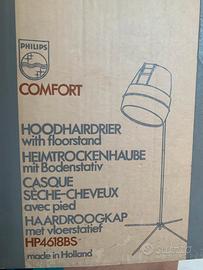 PHILIPS
COMFORT
HOODHAIRDRIER
with floorstand
HEIMTROCKENHAUBE
mit Bodenstativ
CASQUE
SÈCHE-CHEVEUX
avec pied
HAARDROOGKAP
met vloerstatief
HP4618BS
made in Holland
subito